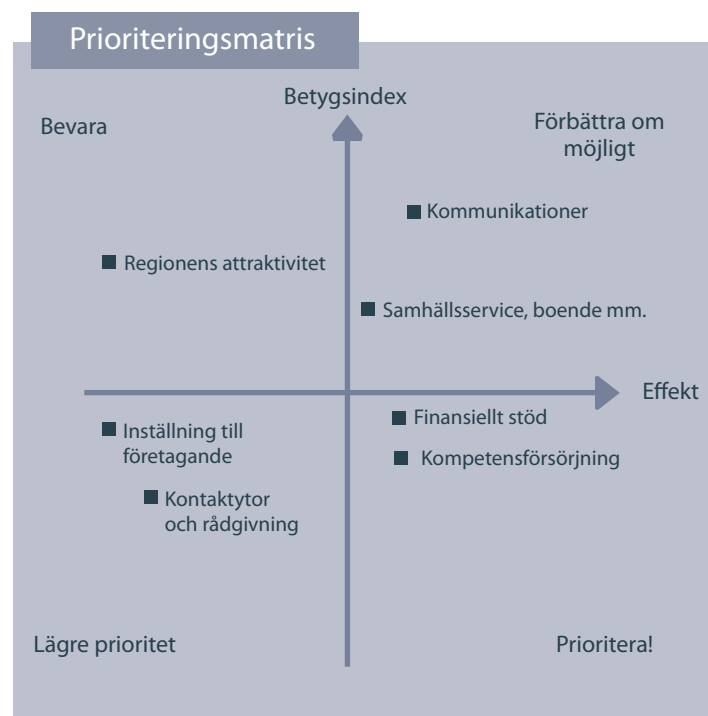 Prioriteringsmatris
Betygsindex
Bevara
Förbättra om
möjligt
Kommunikationer
Regionens attraktivitet
Samhällsservice, boende mm.
Effekt
Finansiellt stöd
Inställning till
företagande
Kompetensförsörjning
Kontaktytor
och rådgivning
Lägre prioritet
Prioritera!